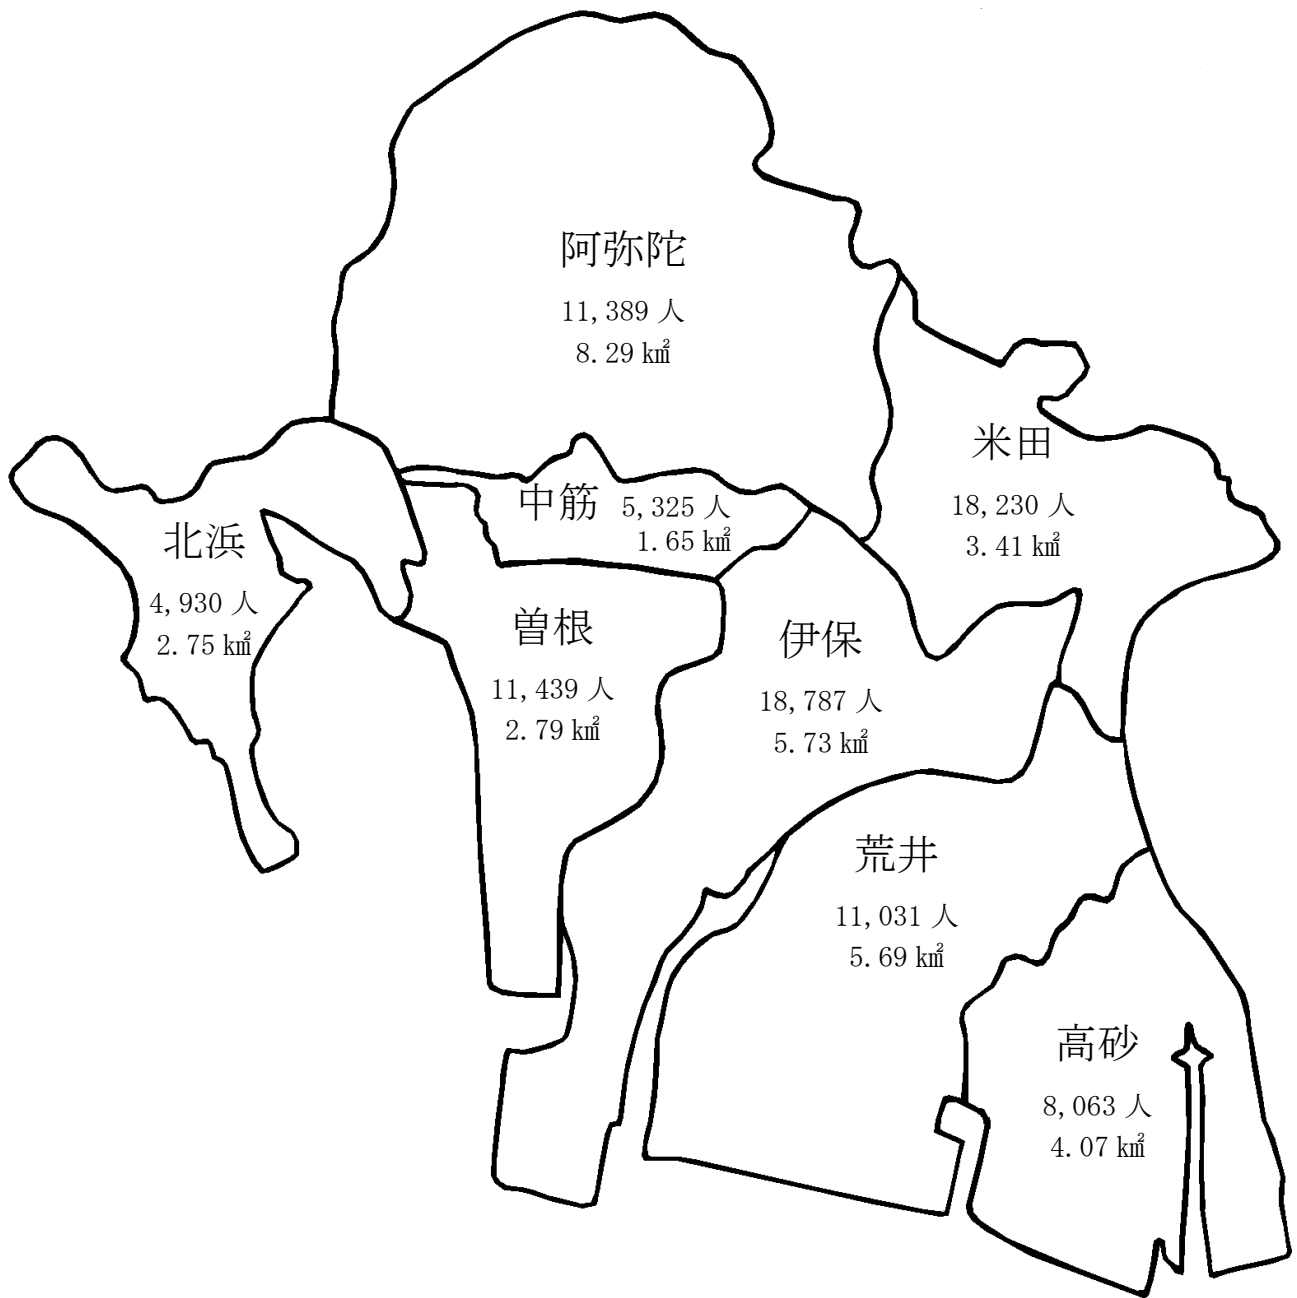 阿弥陀
11,389 人
8.29 ㎢
米田
18,230 人
3.41 ㎢
中筋
5,325 人
1.65 ㎢
北浜
4,930 人
2.75 ㎢
曽根
11,439 人
2.79 ㎢
伊保
18,787 人
5.73 ㎢
荒井
11,031 人
5.69 ㎢
高砂
8,063 人
4.07 ㎢